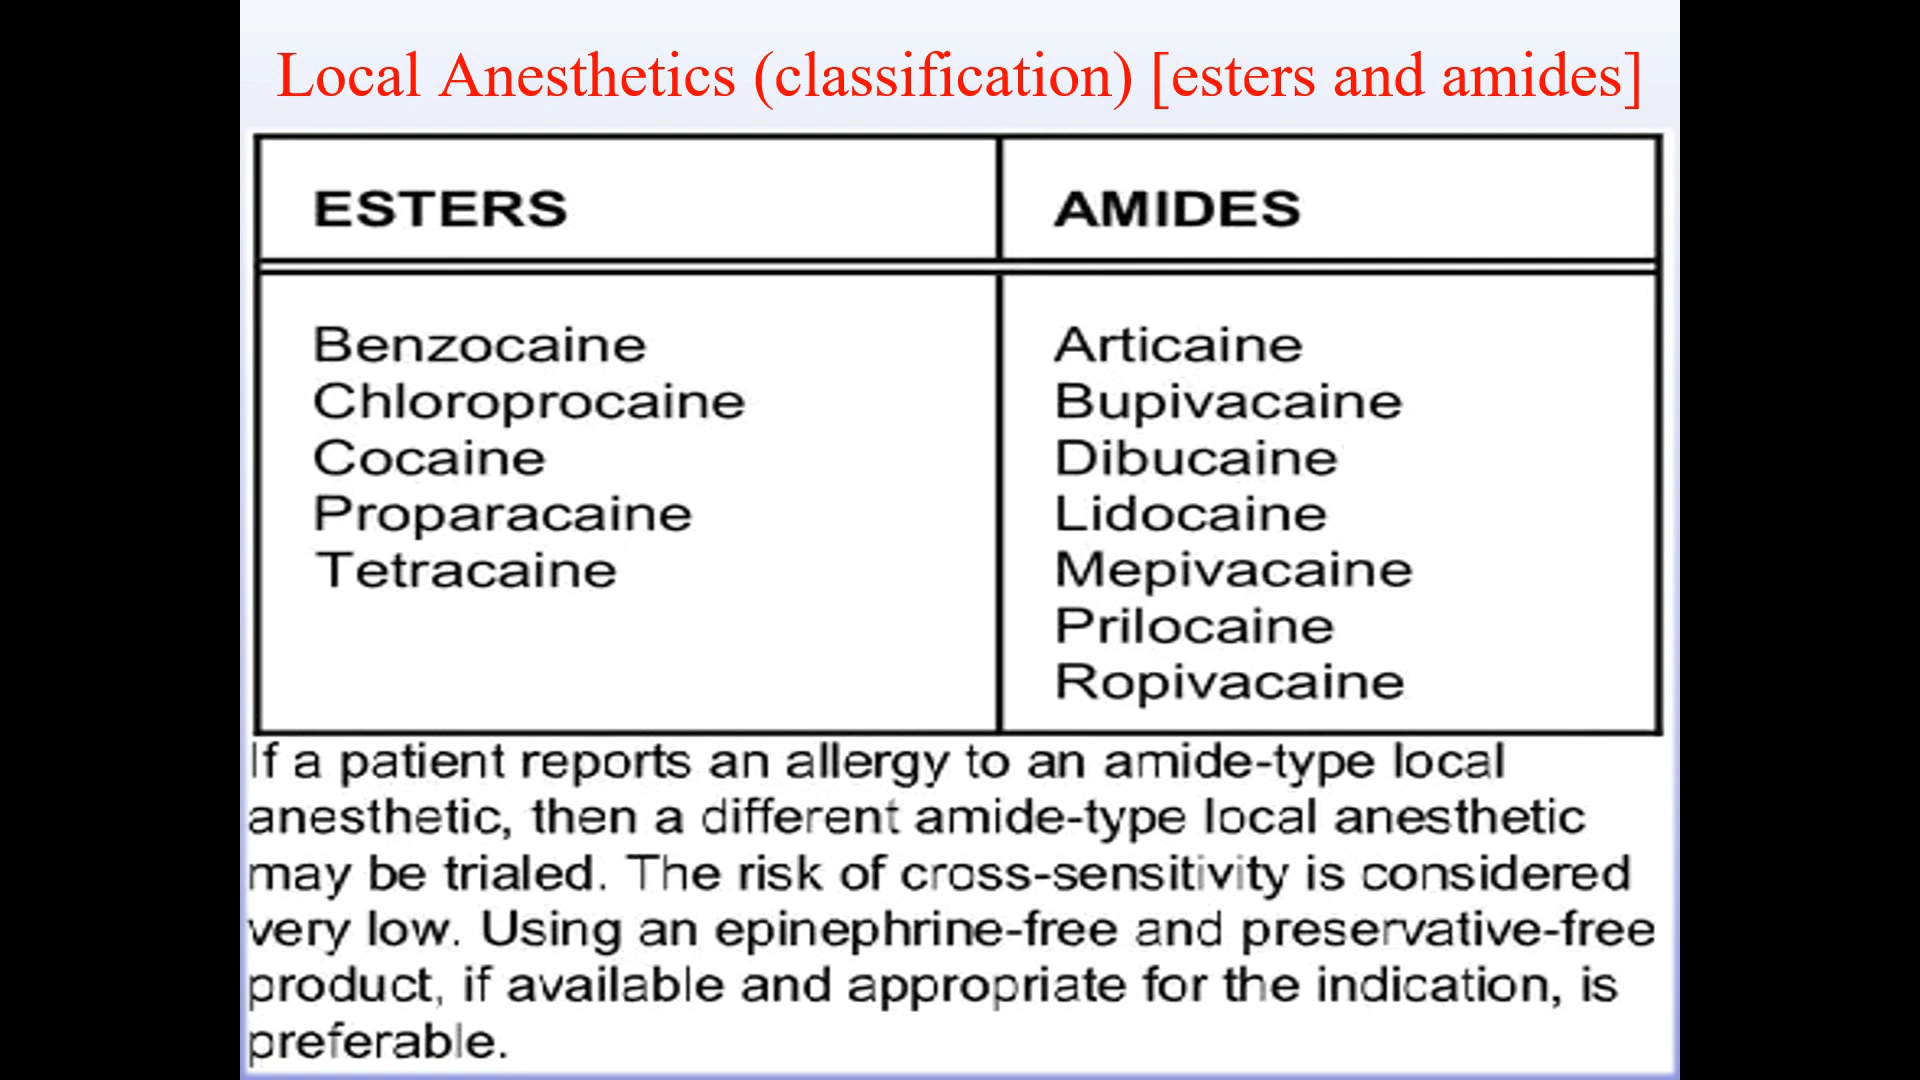 Local Anesthetics (classification) [esters and amides]
ESTERS
AMIDES
Benzocaine
Chloroprocaine
Cocaine
Proparacaine
Tetracaine
Articaine
Bupivacaine
Dibucaine
Lidocaine
Mepivacaine
Prilocaine
Ropivacaine
If a patient reports an allergy to an amide-type local
anesthetic, then a different amide-type local anesthetic
may be trialed. The risk of cross-sensitivity is considered
very low. Using an epinephrine-free and preservative-free
product, if available and appropriate for the indication, is
preferable.